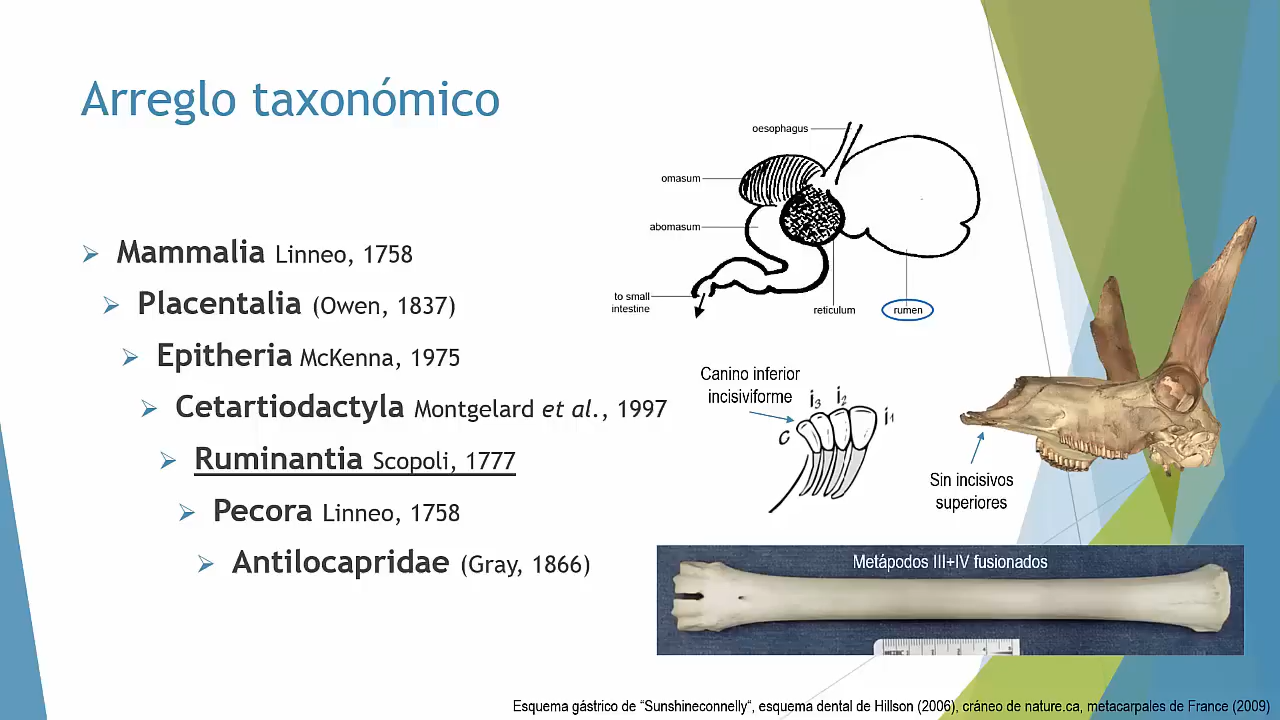 Arreglo taxonómico
Mammalia Linneo, 1758
Placentalia (Owen, 1837)
Epitheria McKenna, 1975
Cetartiodactyla Montgelard et al., 1997
Ruminantia Scopoli, 1777
Pecora Linneo, 1758
Antilocapridae (Gray, 1866)
oesophagus
omasum
abomasum
to small
intestine
reticulum
rumen
Canino inferior
incisiviforme
i3
i2
i1
c
Sin incisivos
superiores
Metápodos III+IV fusionados
Esquema gástrico de “Sunshineconnelly“, esquema dental de Hillson (2006), cráneo de nature.ca, metacarpales de France (2009)